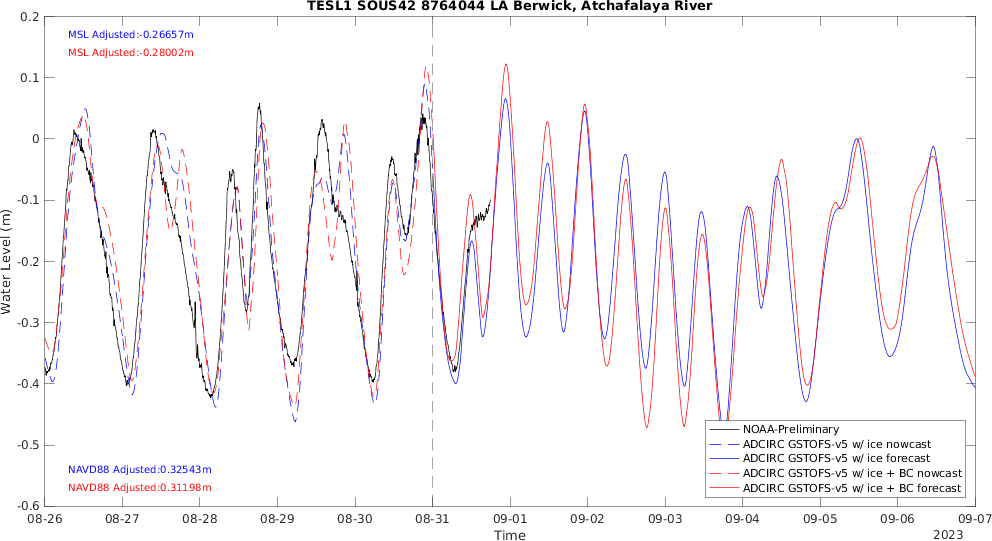 TESL1 SOUS42 8764044 LA Berwick, Atchafalaya River
MSL Adjusted:-0.26657m
MSL Adjusted:-0.28002m
0.2
0.1
0
-0.1
-0.2
-0.3
-0.4
-0.5
-0.6
Water Level (m)
NAVD88 Adjusted:0.32543m
NAVD88 Adjusted:0.31198m
NOAA-Preliminary
ADCIRC GSTOFS-v5 w/ ice nowcast
ADCIRC GSTOFS-v5 w/ ice forecast
ADCIRC GSTOFS-v5 w/ ice + BC nowcast
ADCIRC GSTOFS-v5 w/ ice + BC forecast
08-26 08-27 08-28 08-29 08-30 08-31 09-01 09-02 09-03 09-04 09-05 09-06 09-07
Time
2023